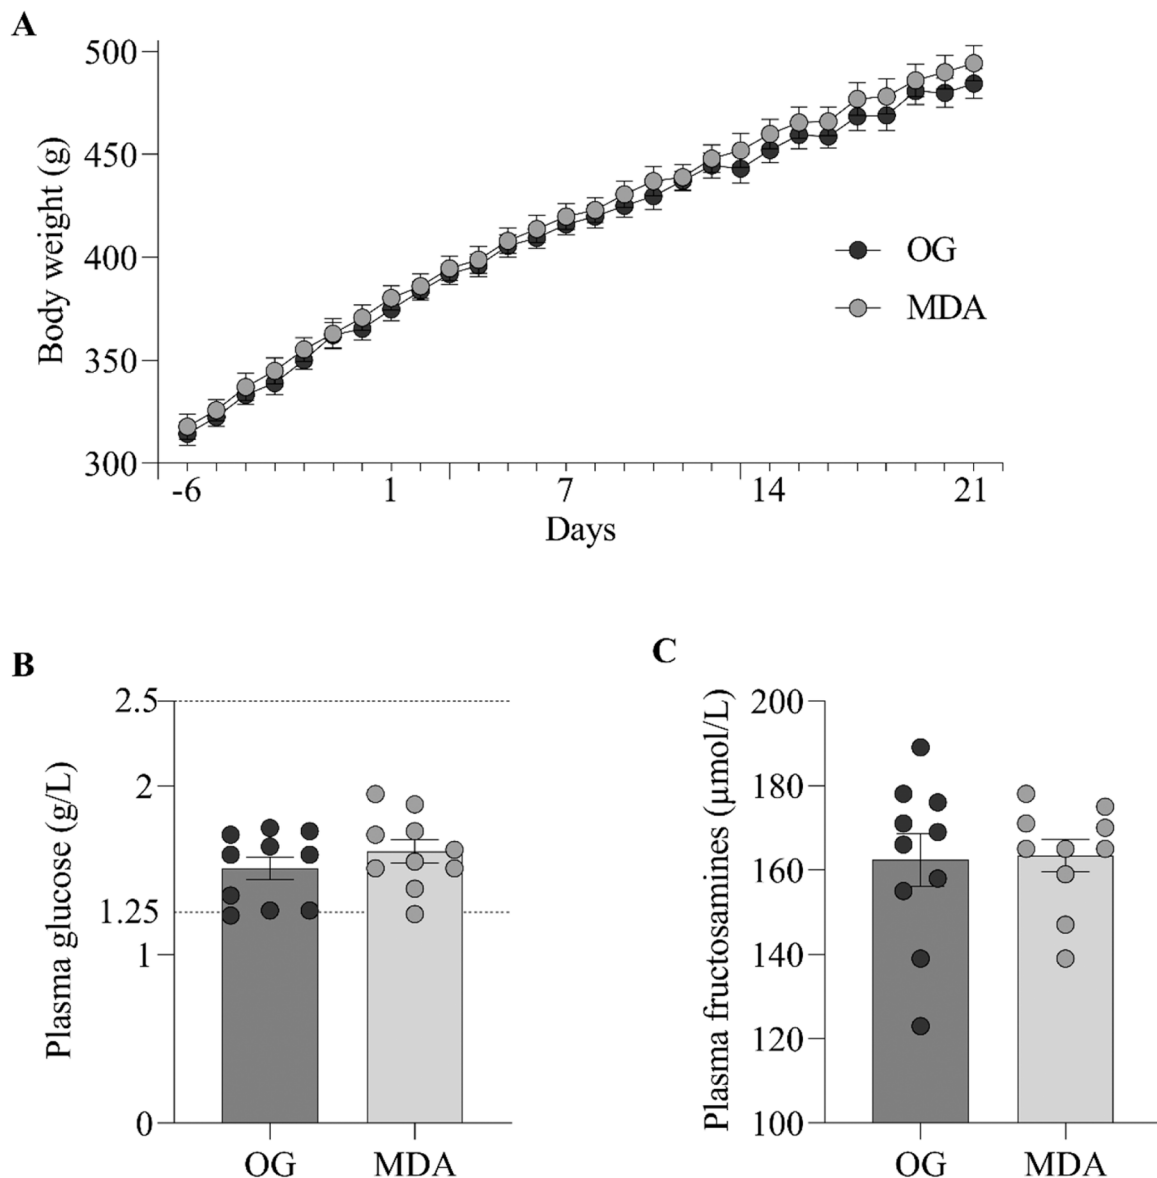 A
500
450
400
350
300
Body weight (g)
OG
MDA
-6 1 7 14 21
Days
B
2.5
2
1.25
1
0
Plasma glucose (g/L)
OG MDA
C
200
180
160
140
120
100
Plasma fructosamines (μmol/L)
OG MDA